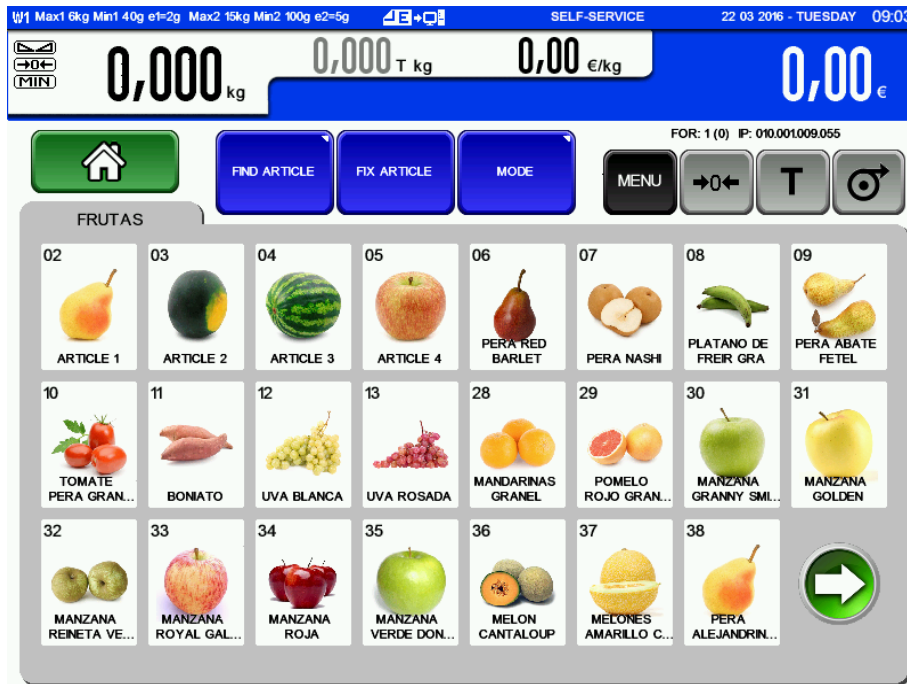 W1 Max1 6kg Min1 40g e1=2g Max2 15kg Min2 100g e2=5g SELF-SERVICE 22 03 2016 - TUESDAY 09:03
→0← MIN
0,000 kg 0,000 T kg 0,00 €/kg 0,00 €
FOR: 1 (0) IP: 010.001.009.055
FIND ARTICLE FIX ARTICLE MODE MENU →0← T
FRUTAS
02 03 04 05 06 07 08 09
ARTICLE 1
ARTICLE 2
ARTICLE 3
ARTICLE 4
PERA RED
BARLET
PERA NASHI
PLATANO DE
FREIR GRA
PERA ABATE
FETEL
10 11 12 13 28 29 30 31
TOMATE
PERA GRAN...
BONIATO
UVA BLANCA
UVA ROSADA
MANDARINAS
GRANEL
POMELO
ROJO GRAN...
MANZANA
GRANNY SMI...
MANZANA
GOLDEN
32 33 34 35 36 37 38
MANZANA
REINETA VE...
MANZANA
ROYAL GAL...
MANZANA
ROJA
MANZANA
VERDE DON...
MELON
CANTALOUP
MELONES
AMARILLO C...
PERA
ALEJANDRIN...